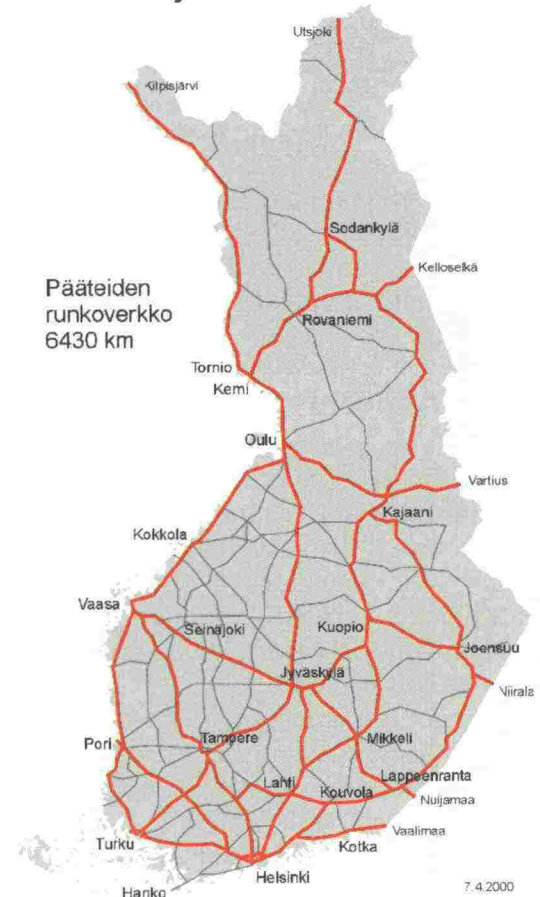 Utsjoki
Kilpisjärvi
Sodankylä
Kelloselkä
Pääteiden
runkoverkko
6430 km
Rovaniemi
Tornio
Kemi
Oulu
Vartius
Kajaani
Kokkola
Vaasa
Seinäjoki
Kuopio
Joensuu
Jyväskylä
Niirala
Pori
Tampere
Mikkeli
Lahti
Lappeenranta
Kouvola
Nuijamaa
Vaalimaa
Turku
Kotka
Helsinki
Hanko
7.4.2000